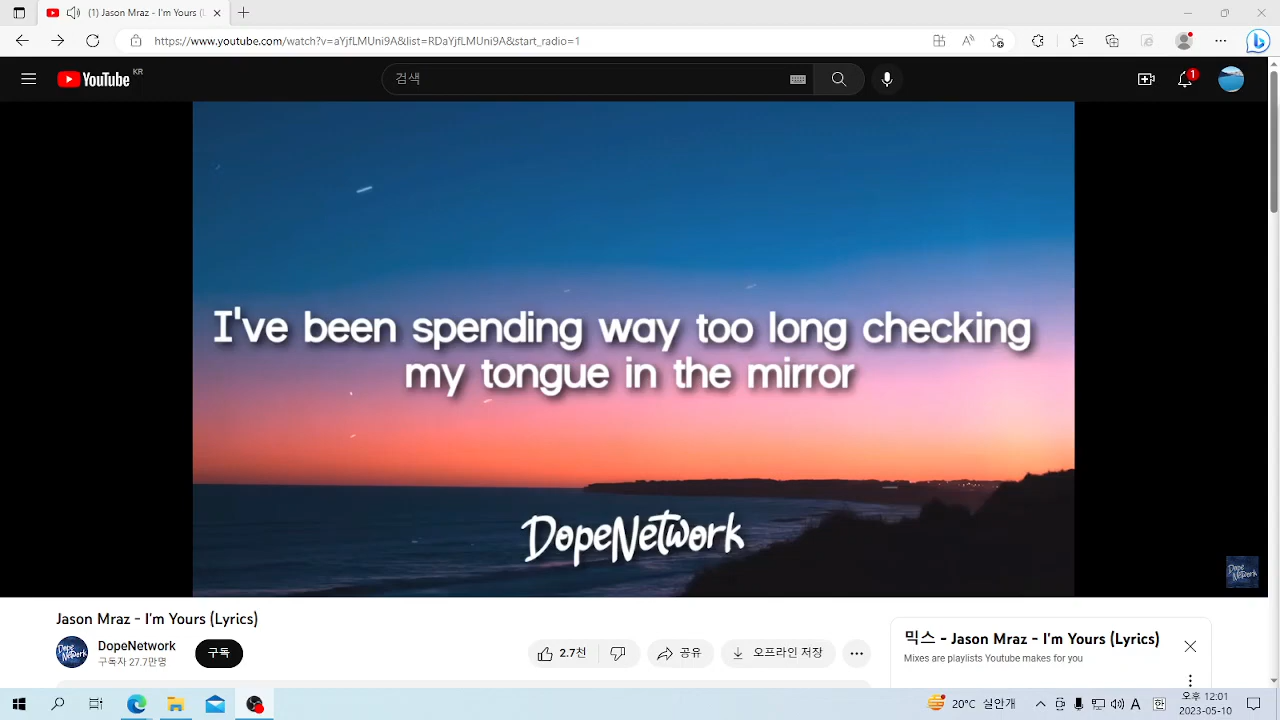 (1) Jason Mraz - I'm Yours (L
https://www.youtube.com/watch?v=aYjfLMUni9A&list=RDaYjfLMUni9A&start_radio=1
YouTube KR
검색
1
I've been spending way too long checking
my tongue in the mirror
DopeNetwork
Dope Network
Jason Mraz - I'm Yours (Lyrics)
DopeNetwork
구독자 27.7만명
구독
2.7천
공유
오프라인 저장
믹스 - Jason Mraz - I'm Yours (Lyrics)
Mixes are playlists Youtube makes for you
20°C 실안개
A
한
오후 12:01
2023-05-10